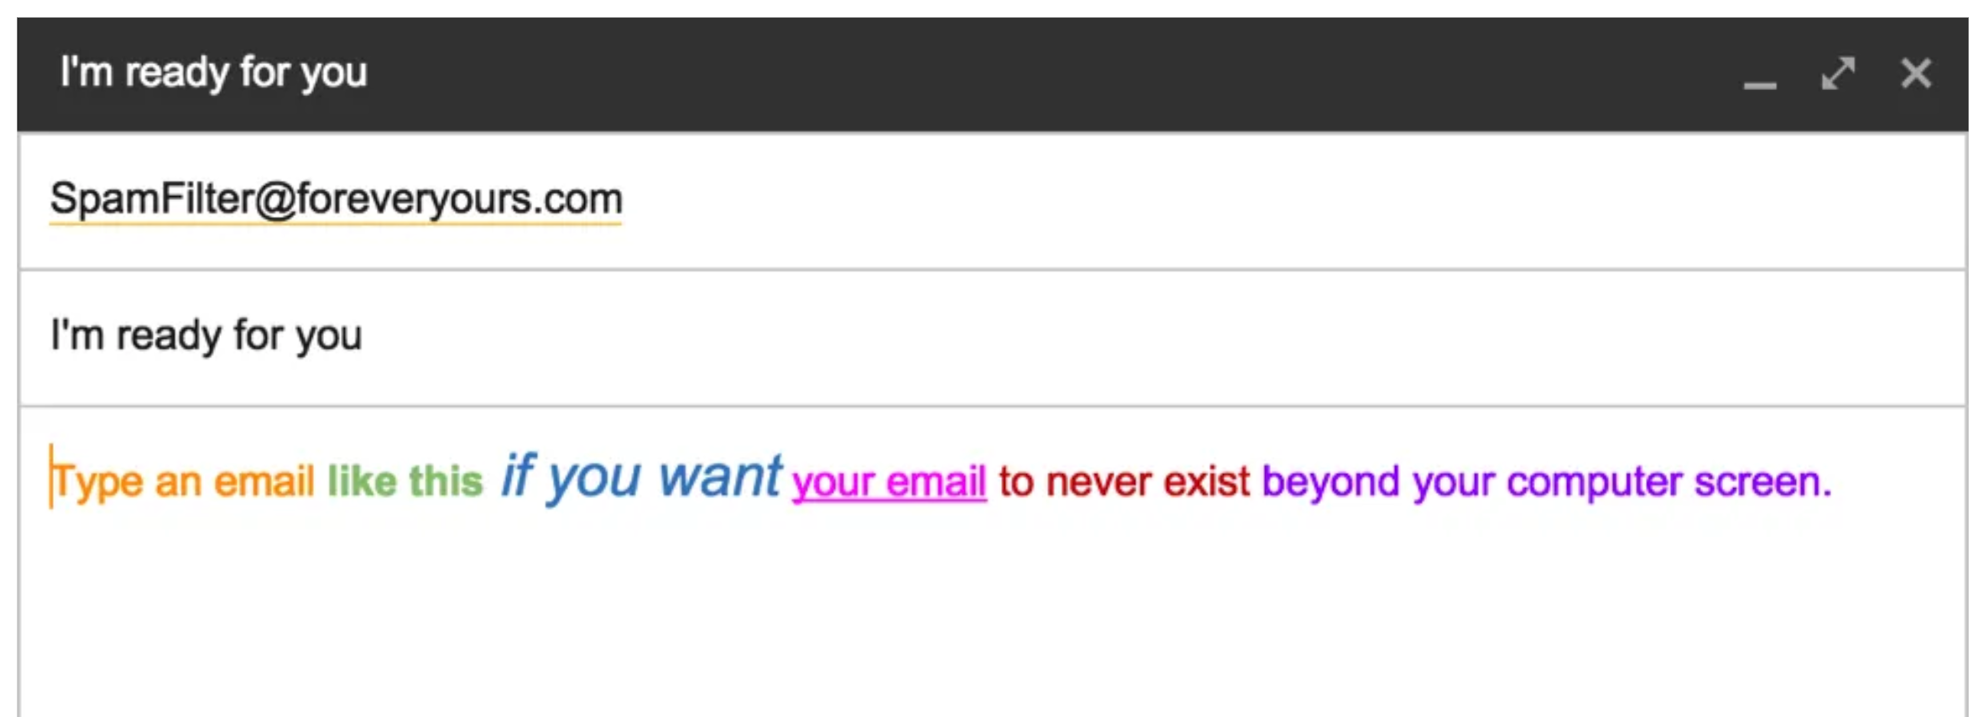 I'm ready for you
SpamFilter@foreveryours.com
I'm ready for you
Type an email like this if you want your email to never exist beyond your computer screen.